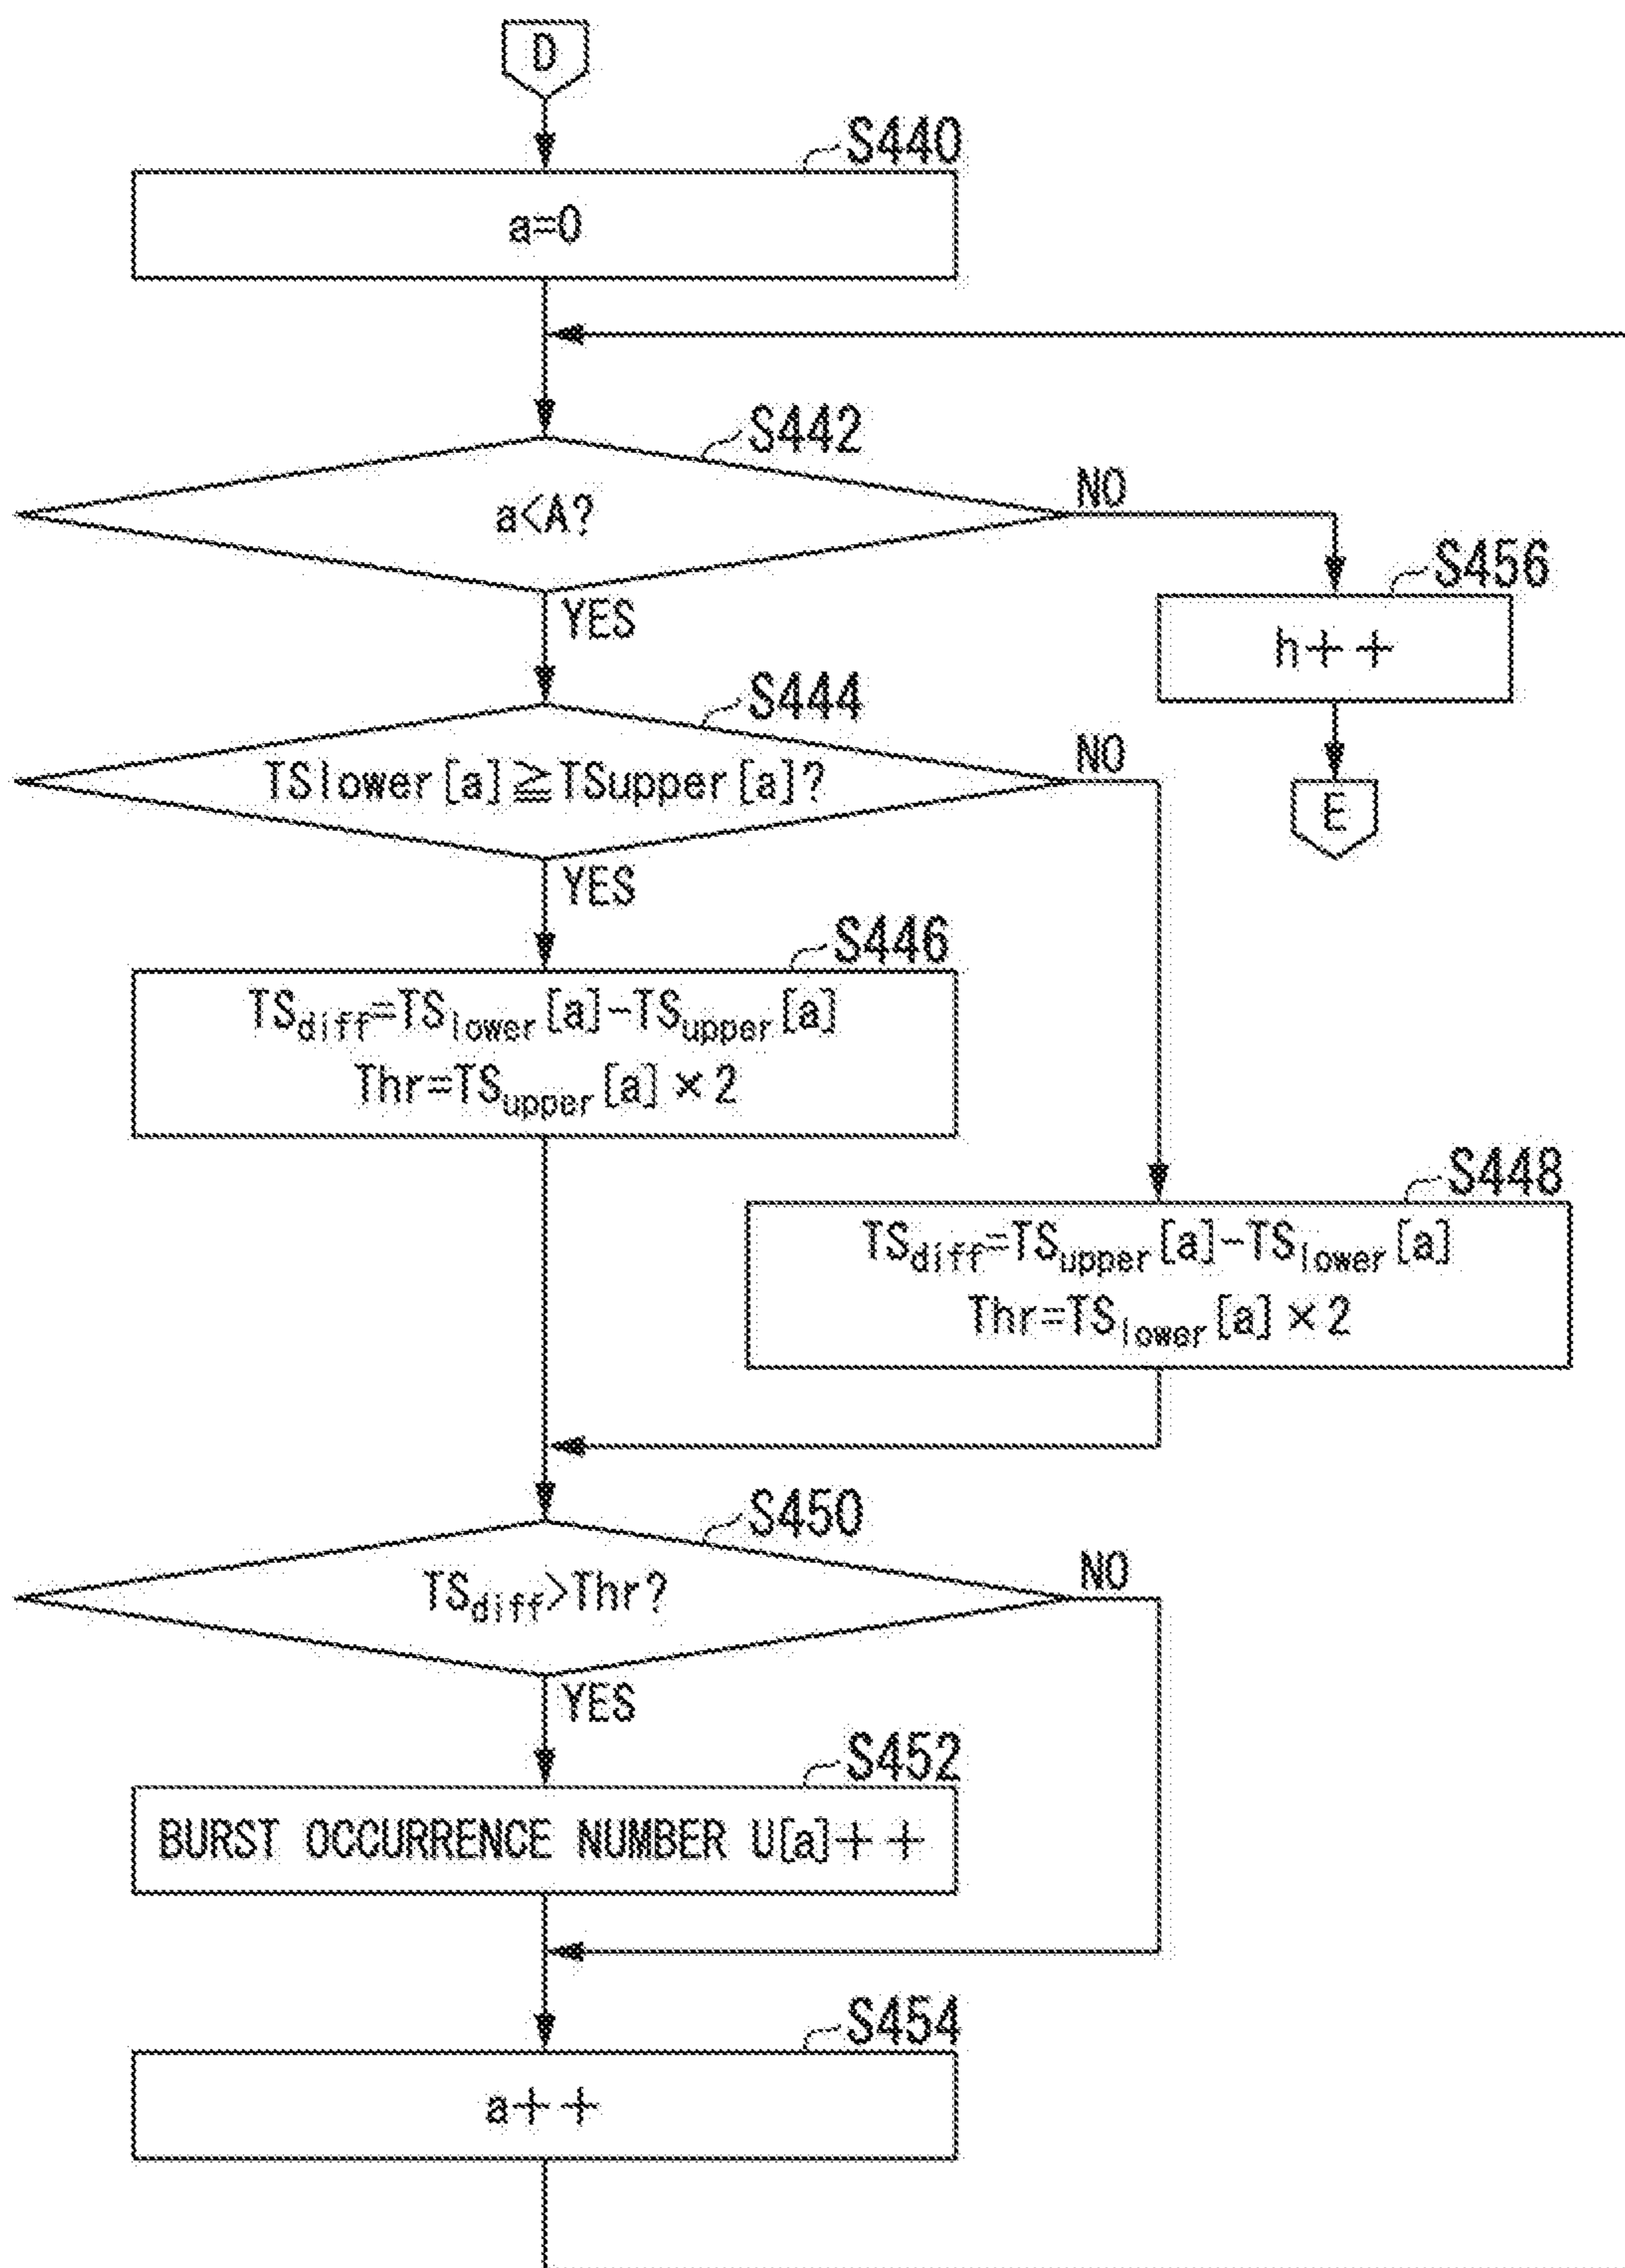 D
S440
a=0
S442
a<A?
NO
YES
S456
h++
E
S444
TSlower[a]≧TSupper[a]?
NO
YES
S446
TSdiff=TSlower[a]-TSupper[a]
Thr=TSupper[a]×2
S448
TSdiff=TSupper[a]-TSlower[a]
Thr=TSlower[a]×2
S450
TSdiff>Thr?
NO
YES
S452
BURST OCCURRENCE NUMBER U[a]++
S454
a++